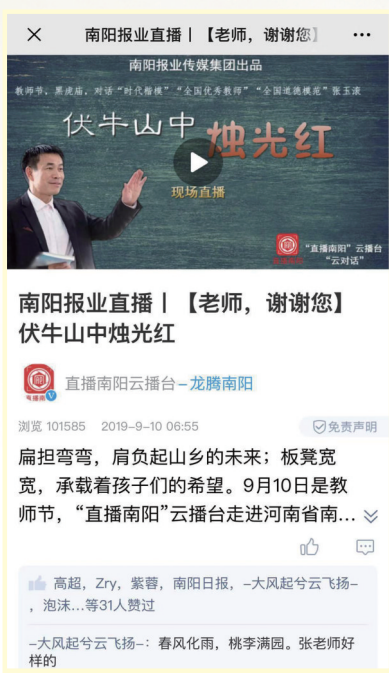 南阳报业直播丨【老师，谢谢您】
南阳报业传媒集团出品
教师节，黑虎庙，对话“时代楷模”“全国优秀教师”“全国道德模范”张玉滚
伏牛山中 烛光红
现场直播
“直播南阳”云播台
“云对话”
南阳报业直播丨【老师，谢谢您】
伏牛山中烛光红
直播南阳云播台-龙腾南阳
浏览 101585 2019-9-10 06:55 免责声明
扁担弯弯，肩负起山乡的未来；板凳宽
宽，承载着孩子们的希望。9月10日是教
师节，“直播南阳”云播台走进河南省南...
高超，Zry，紫蓉，南阳日报，-大风起兮云飞扬-
，泡沫...等31人赞过
-大风起兮云飞扬-：春风化雨，桃李满园。张老师好
样的